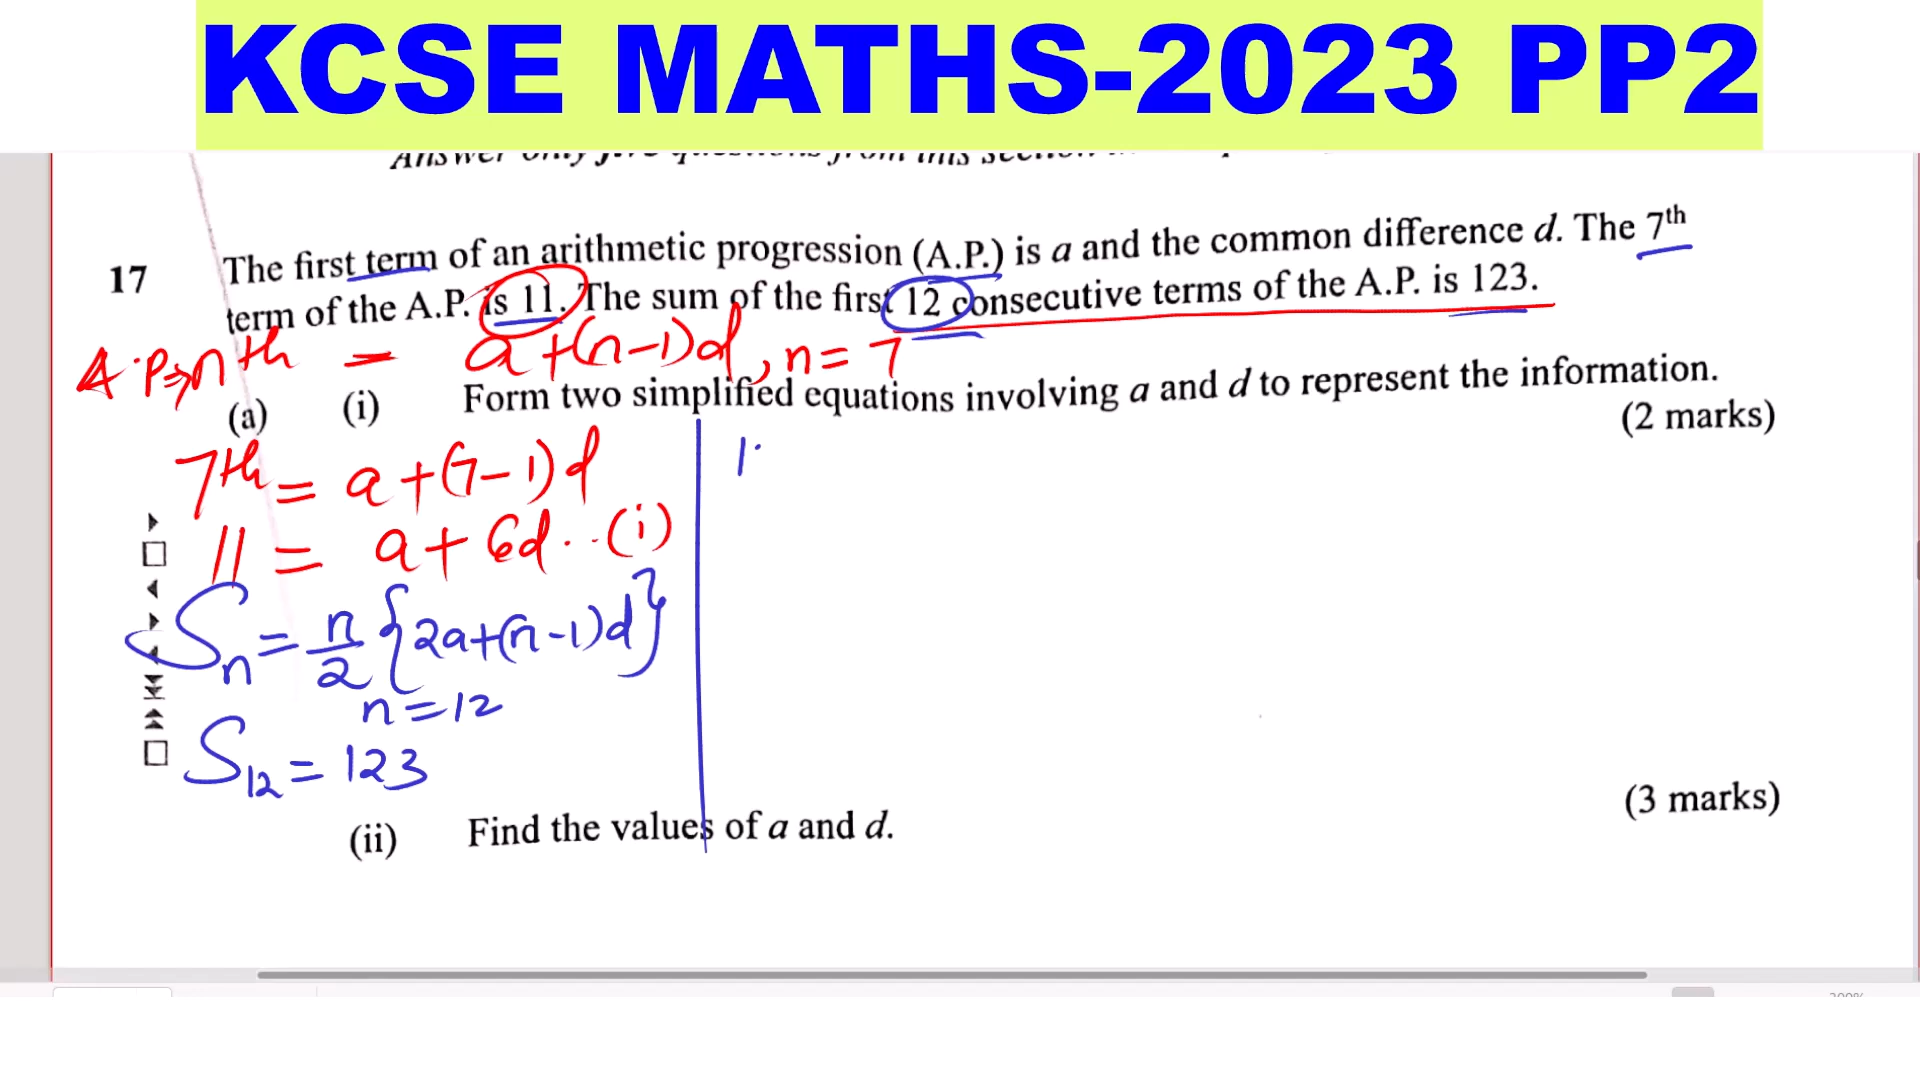 KCSE MATHS-2023 PP2
17 The first term of an arithmetic progression (A.P.) is a and the common difference d. The 7th
term of the A.P. is 11. The sum of the first 12 consecutive terms of the A.P. is 123.
A.P⇒nth = a+(n-1)d, n=7
(a) (i) Form two simplified equations involving a and d to represent the information.
(2 marks)
7th = a+(7-1)d
11 = a+6d..(i)
Sn = n/2 {2a+(n-1)d}
n=12
S12 = 123
(3 marks)
(ii) Find the values of a and d.